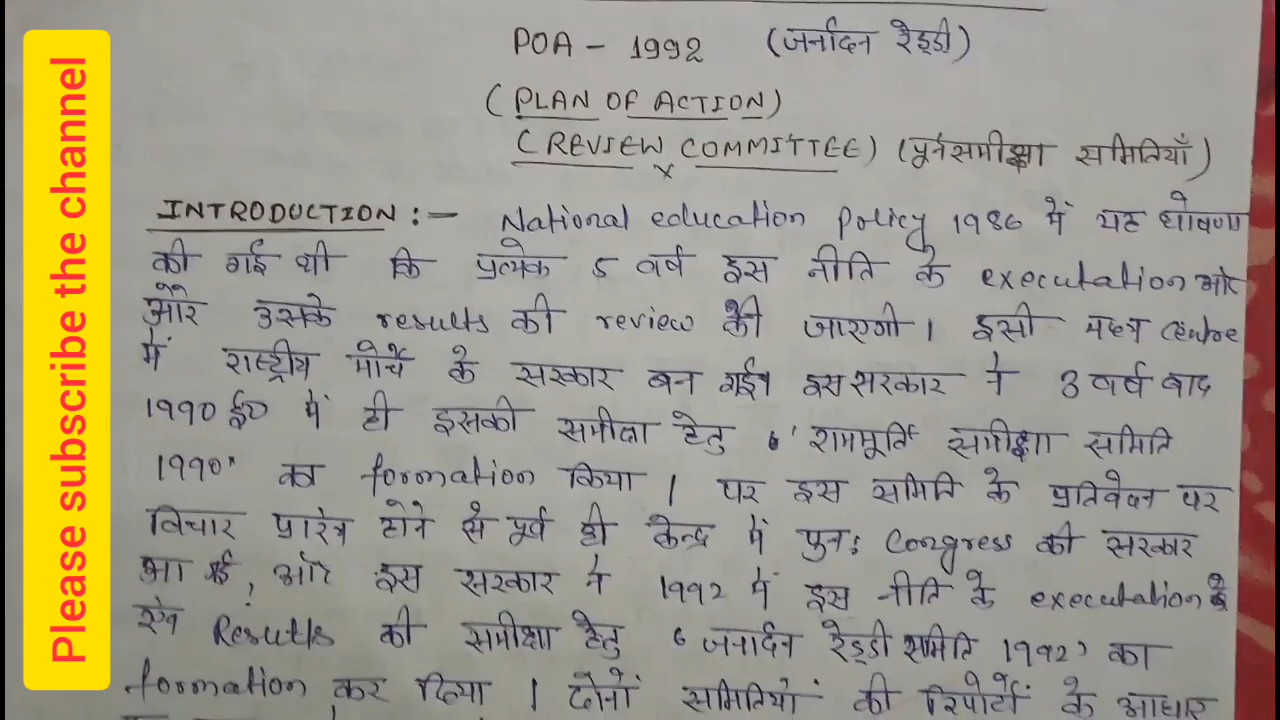 Please subscribe the channel
POA - 1992 (जर्नादन रेड्डी)
(PLAN OF ACTION)
(REVIEW COMMITTEE) (पूर्नसमीक्षा समितियाँ)
INTRODUCTION :- National education Policy 1986 में यह घोषणा
की गई थी कि प्रत्येक 5 वर्ष इस नीति के executation और
और उसके results की review की जाएगी। इसी मध्य centre
में राष्ट्रीय मोर्चे के सरकार बन गई। इस सरकार ने 3 वर्ष बाद
1990 ई० में ही इसकी समीक्षा हेतु 'राममूर्ति समीक्षा समिति
1990' का formation किया। पर इस समिति के प्रतिवेदन पर
विचार प्रारंभ होने से पूर्व ही केन्द्र में पुनः Congress की सरकार
आ गई, और इस सरकार ने 1992 में इस नीति के executation के
एवं Results की समीक्षा हेतु 'जनार्दन रेड्डी समिति 1992' का
formation कर दिया। दोनों समितियों की रिपोर्टों के आधार